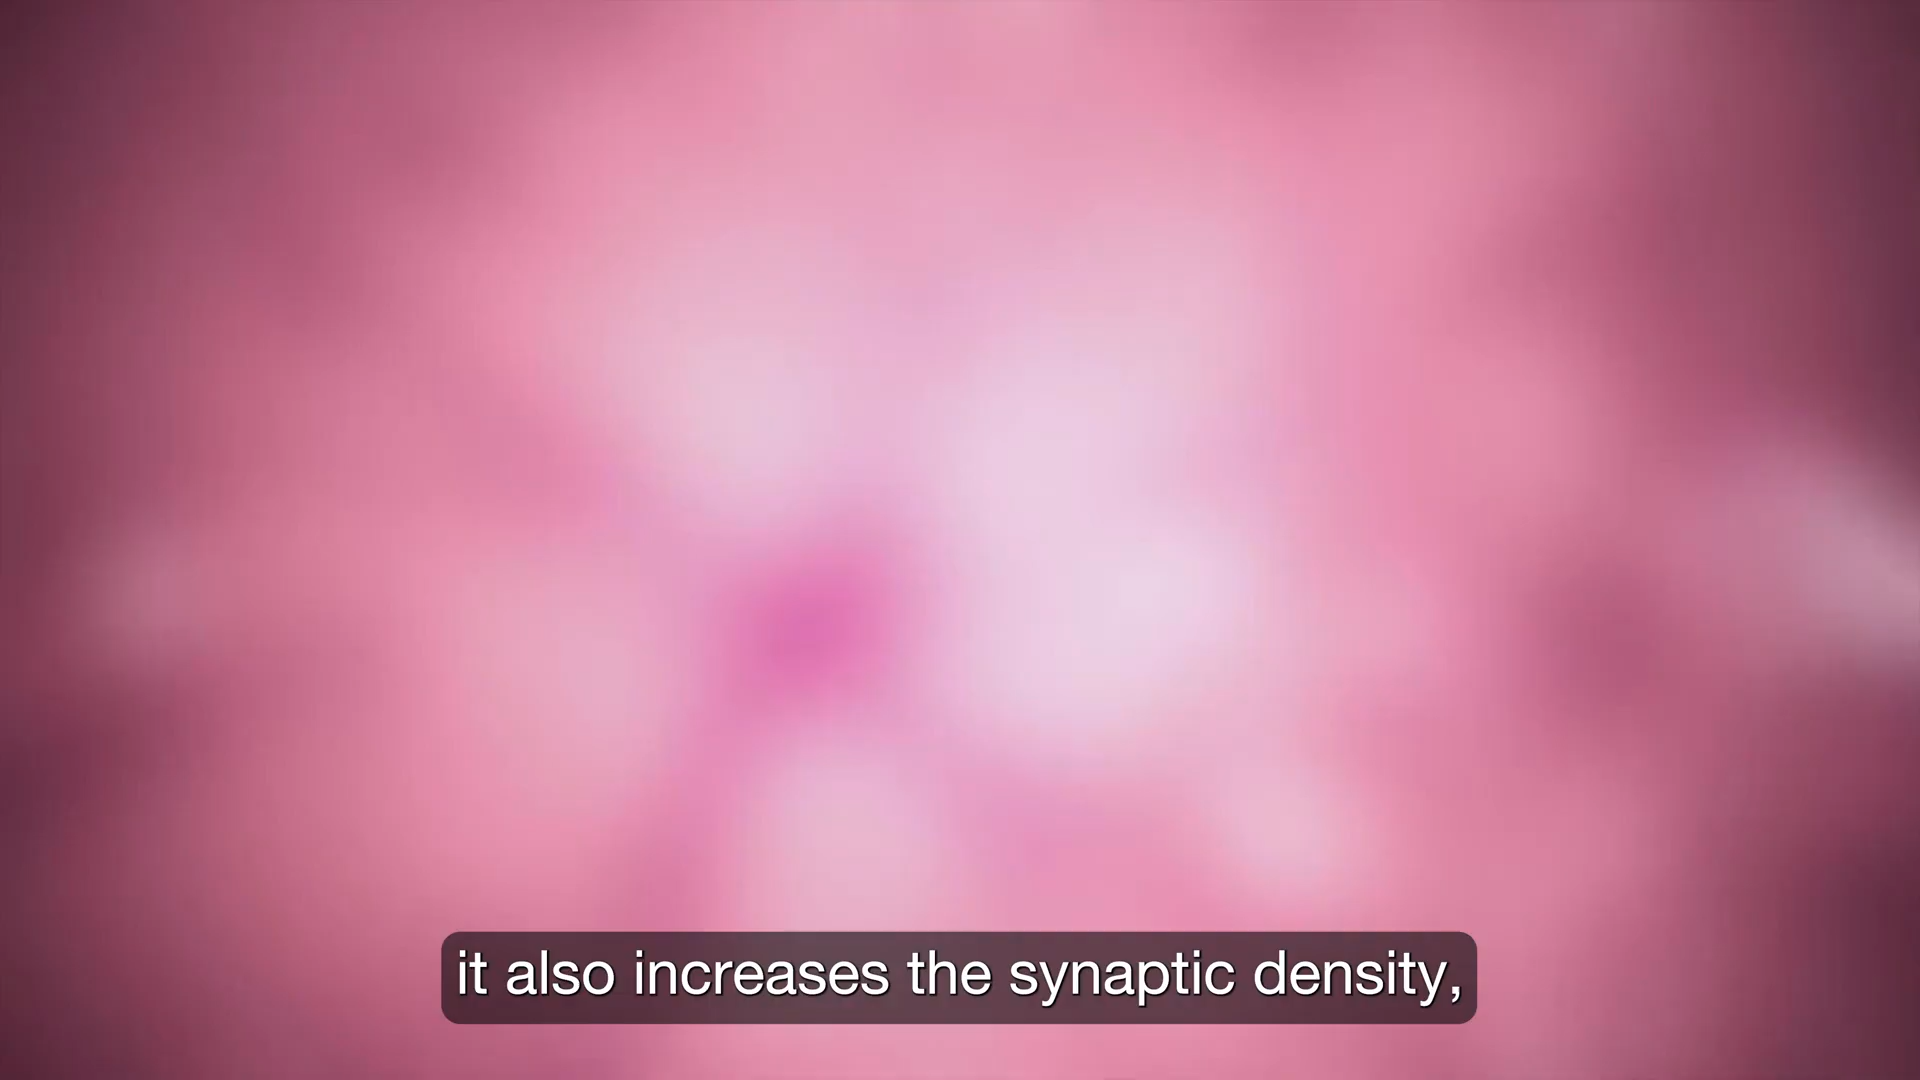 it also increases the synaptic density,